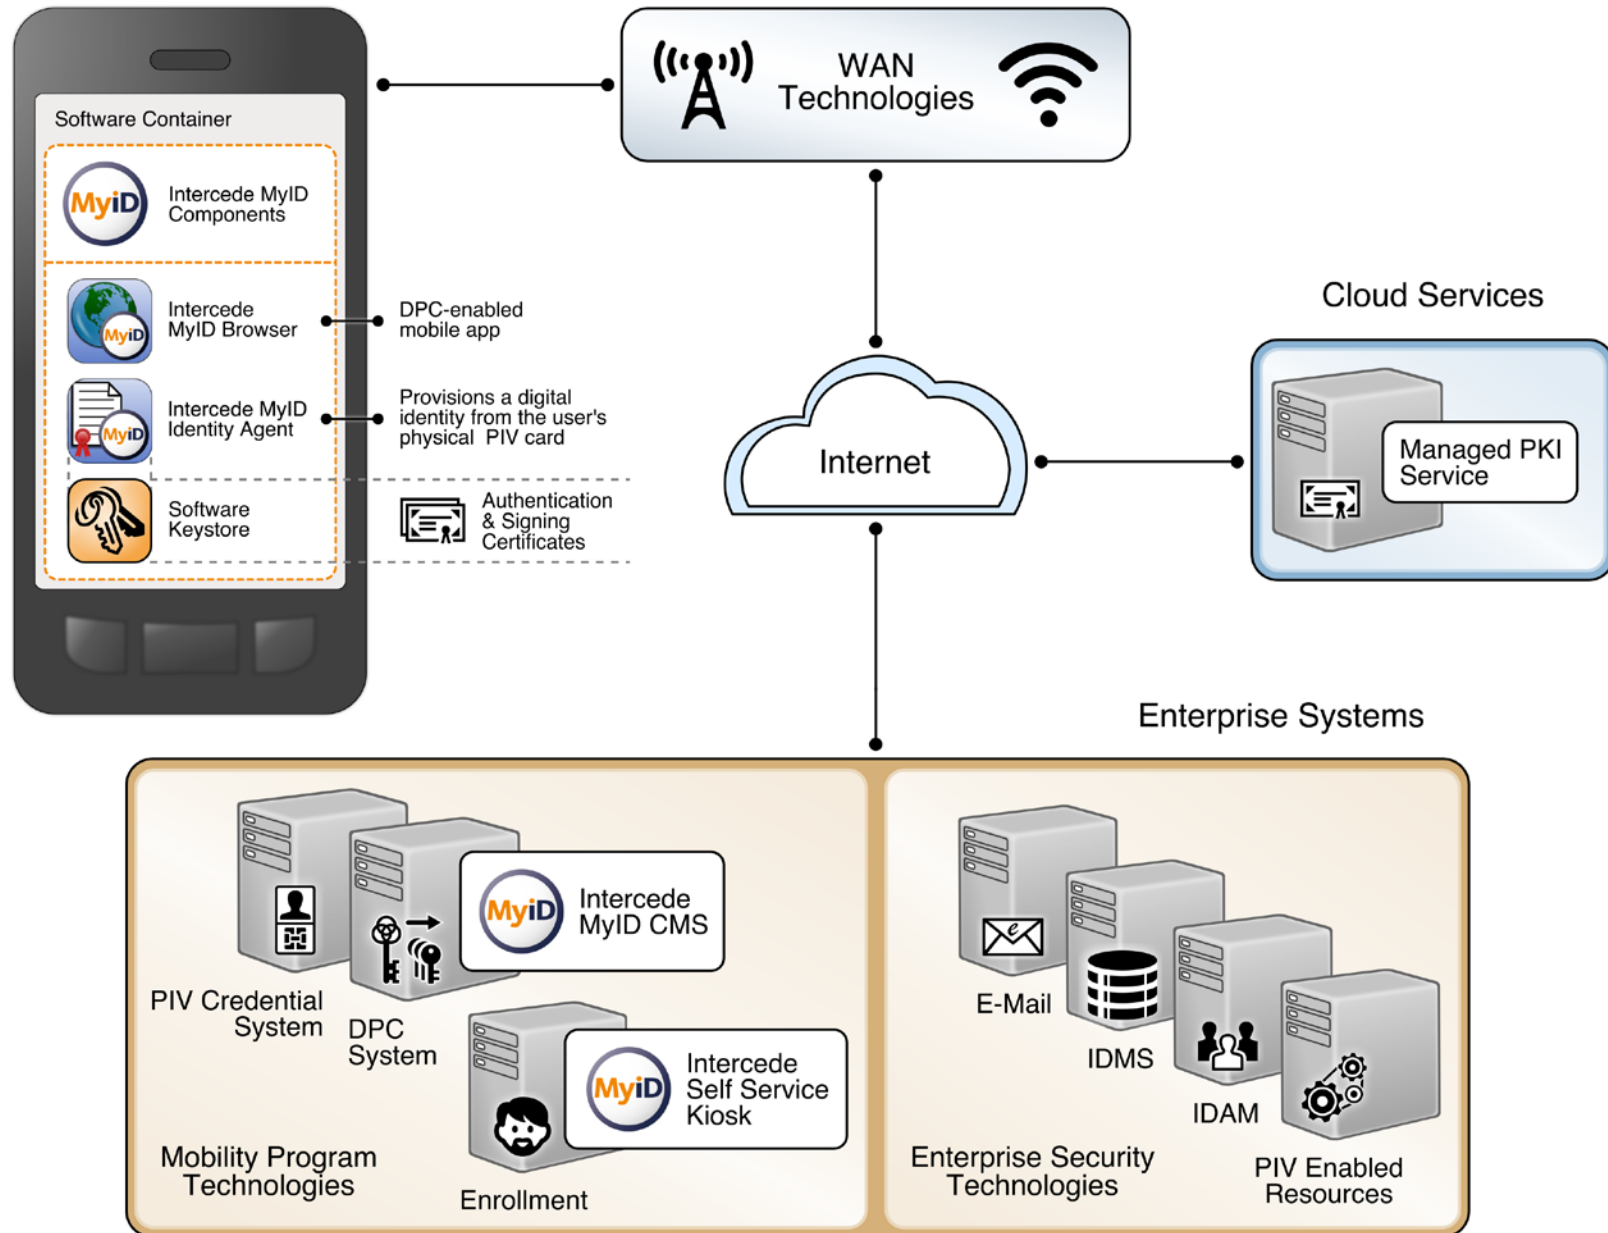 Software Container
MyiD
Intercede MyID
Components
MyiD
Intercede
MyID Browser
DPC-enabled
mobile app
MyiD
Intercede MyID
Identity Agent
Provisions a digital
identity from the user's
physical PIV card
Software
Keystore
Authentication
& Signing
Certificates
WAN
Technologies
Internet
Cloud Services
Managed PKI
Service
Enterprise Systems
MyiD
Intercede
MyID CMS
PIV Credential
System
DPC
System
MyiD
Intercede
Self Service
Kiosk
Enrollment
Mobility Program
Technologies
e
E-Mail
IDMS
IDAM
PIV Enabled
Resources
Enterprise Security
Technologies